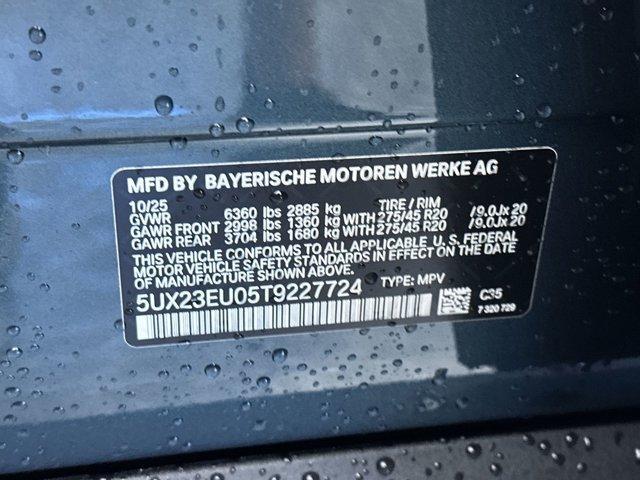 MFD BY BAYERISCHE MOTOREN WERKE AG
10/25 TIRE / RIM
GVWR 6360 lbs 2885 kg
GAWR FRONT 2998 lbs 1360 kg WITH 275/45 R20 /9.0Jx 20
GAWR REAR 3704 lbs 1680 kg WITH 275/45 R20 /9.0Jx 20
THIS VEHICLE CONFORMS TO ALL APPLICABLE U.S. FEDERAL
MOTOR VEHICLE SAFETY STANDARDS IN EFFECT ON THE DATE
OF MANUFACTURE SHOWN ABOVE.
5UX23EU05T9227724 TYPE: MPV
C35
7 320 729